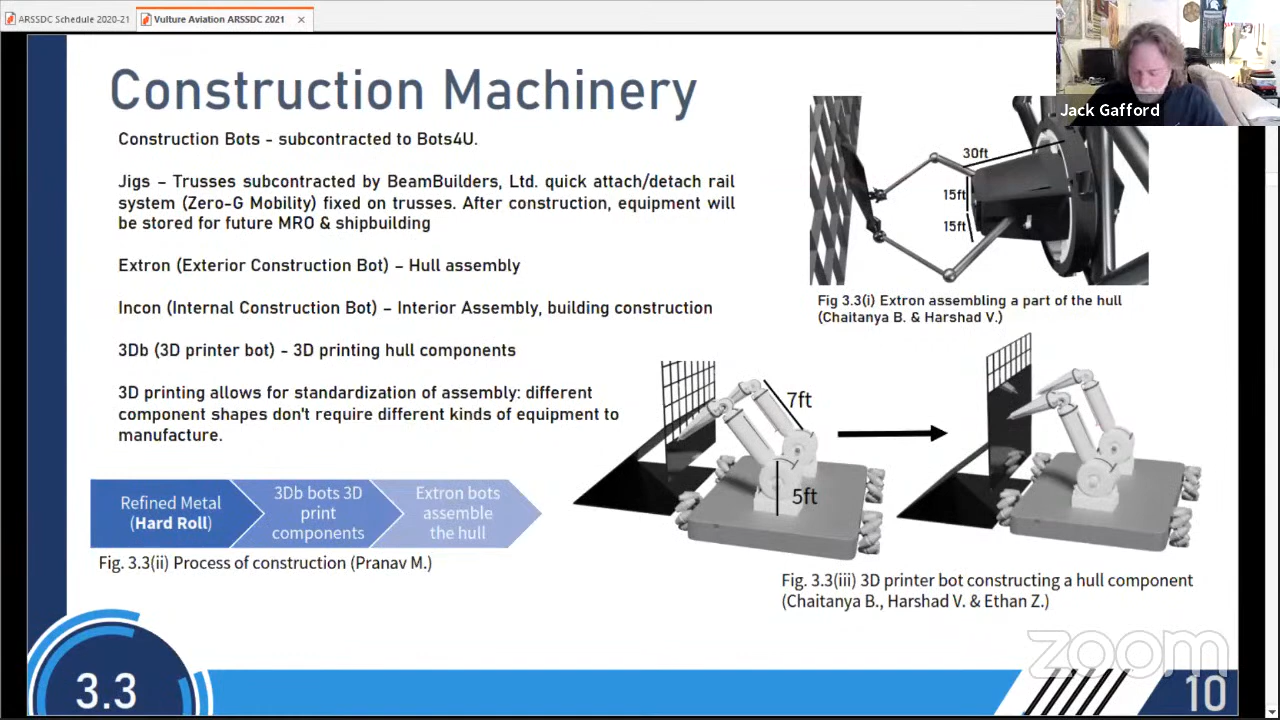 ARSSDC Schedule 2020-21
Vulture Aviation ARSSDC 2021
Jack Gafford
Construction Machinery
Construction Bots - subcontracted to Bots4U.
Jigs – Trusses subcontracted by BeamBuilders, Ltd. quick attach/detach rail
system (Zero-G Mobility) fixed on trusses. After construction, equipment will
be stored for future MRO & shipbuilding
Extron (Exterior Construction Bot) – Hull assembly
Incon (Internal Construction Bot) – Interior Assembly, building construction
3Db (3D printer bot) - 3D printing hull components
3D printing allows for standardization of assembly: different
component shapes don't require different kinds of equipment to
manufacture.
30ft
15ft
15ft
Fig 3.3(i) Extron assembling a part of the hull
(Chaitanya B. & Harshad V.)
7ft
5ft
Refined Metal
(Hard Roll)
3Db bots 3D
print
components
Extron bots
assemble
the hull
Fig. 3.3(ii) Process of construction (Pranav M.)
Fig. 3.3(iii) 3D printer bot constructing a hull component
(Chaitanya B., Harshad V. & Ethan Z.)
zoom
3.3
10